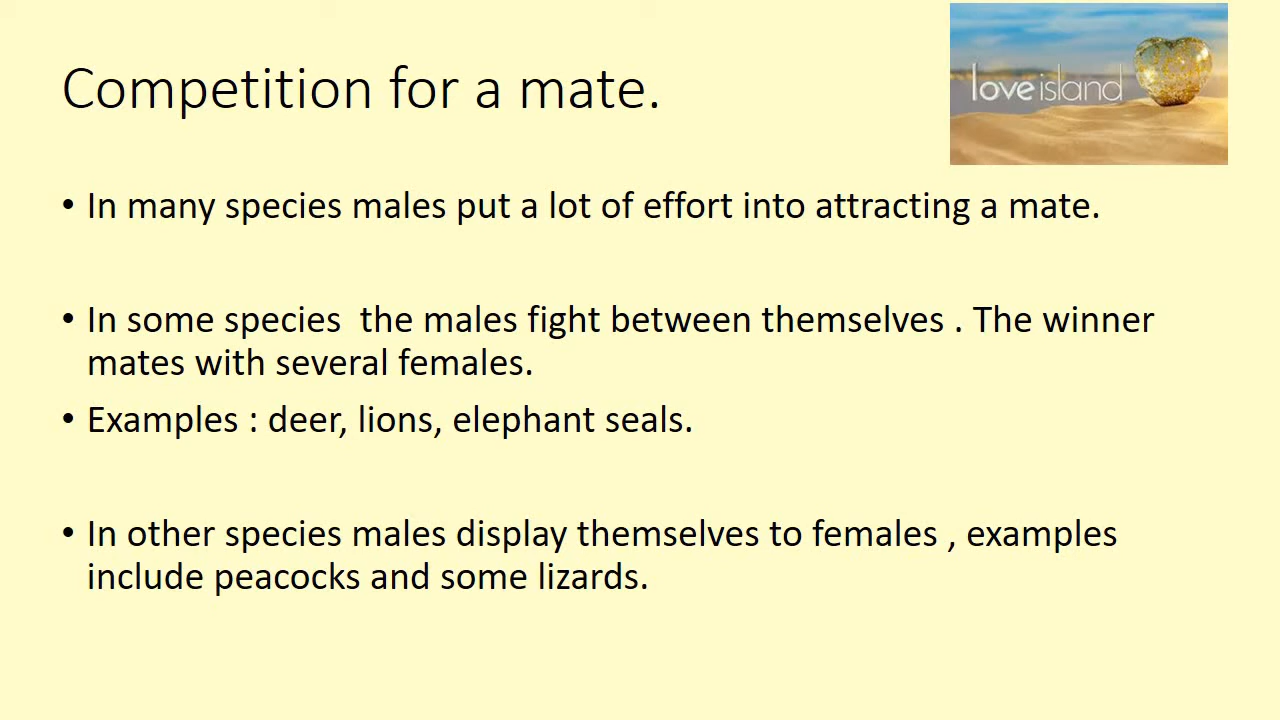 Competition for a mate.
love island
• In many species males put a lot of effort into attracting a mate.
• In some species  the males fight between themselves . The winner
mates with several females.
• Examples : deer, lions, elephant seals.
• In other species males display themselves to females , examples
include peacocks and some lizards.